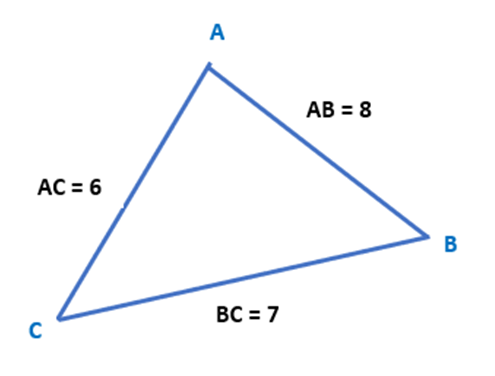 A
AB = 8
AC = 6
B
BC = 7
C